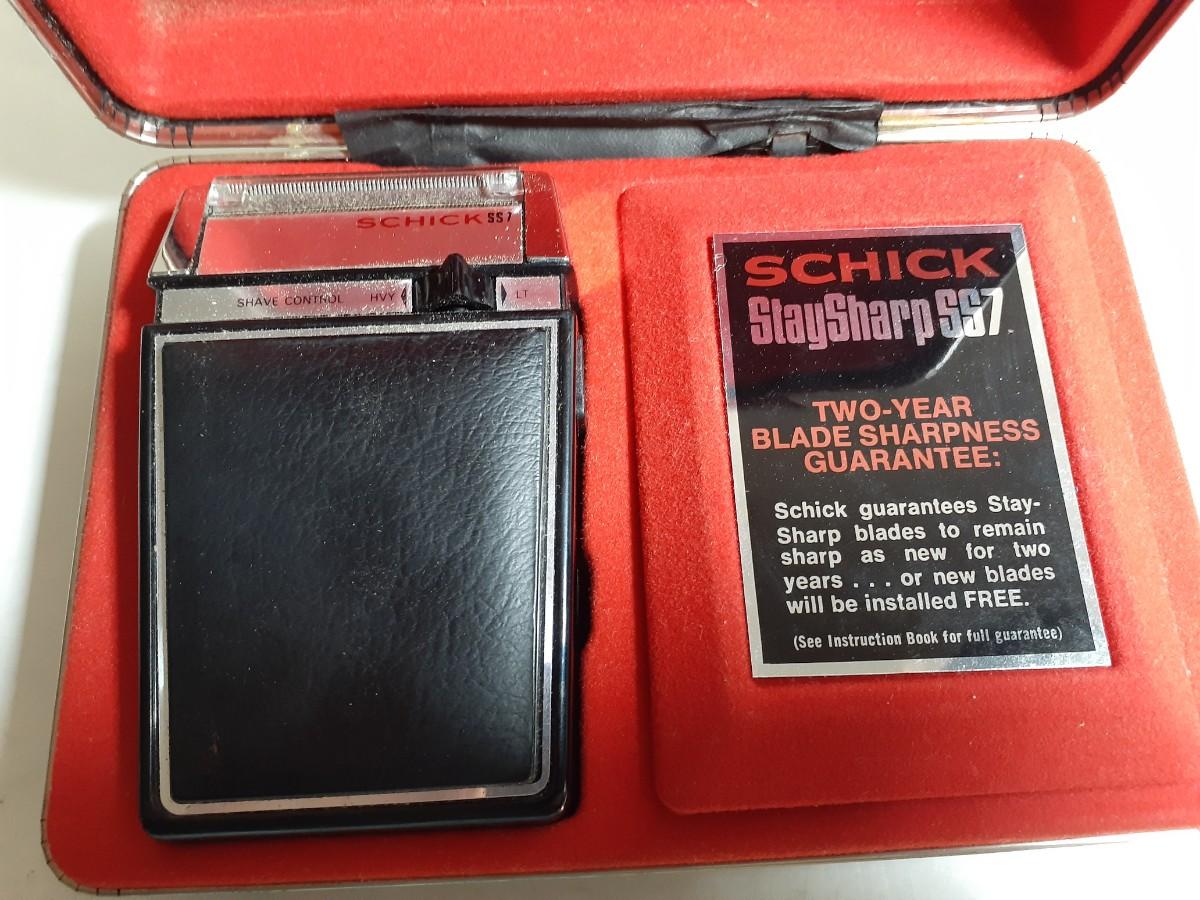 SCHICK SS7
SHAVE CONTROL HVY LT
SCHICK
StaySharp SS7
TWO-YEAR
BLADE SHARPNESS
GUARANTEE:
Schick guarantees Stay-
Sharp blades to remain
sharp as new for two
years . . . or new blades
will be installed FREE.
(See Instruction Book for full guarantee)